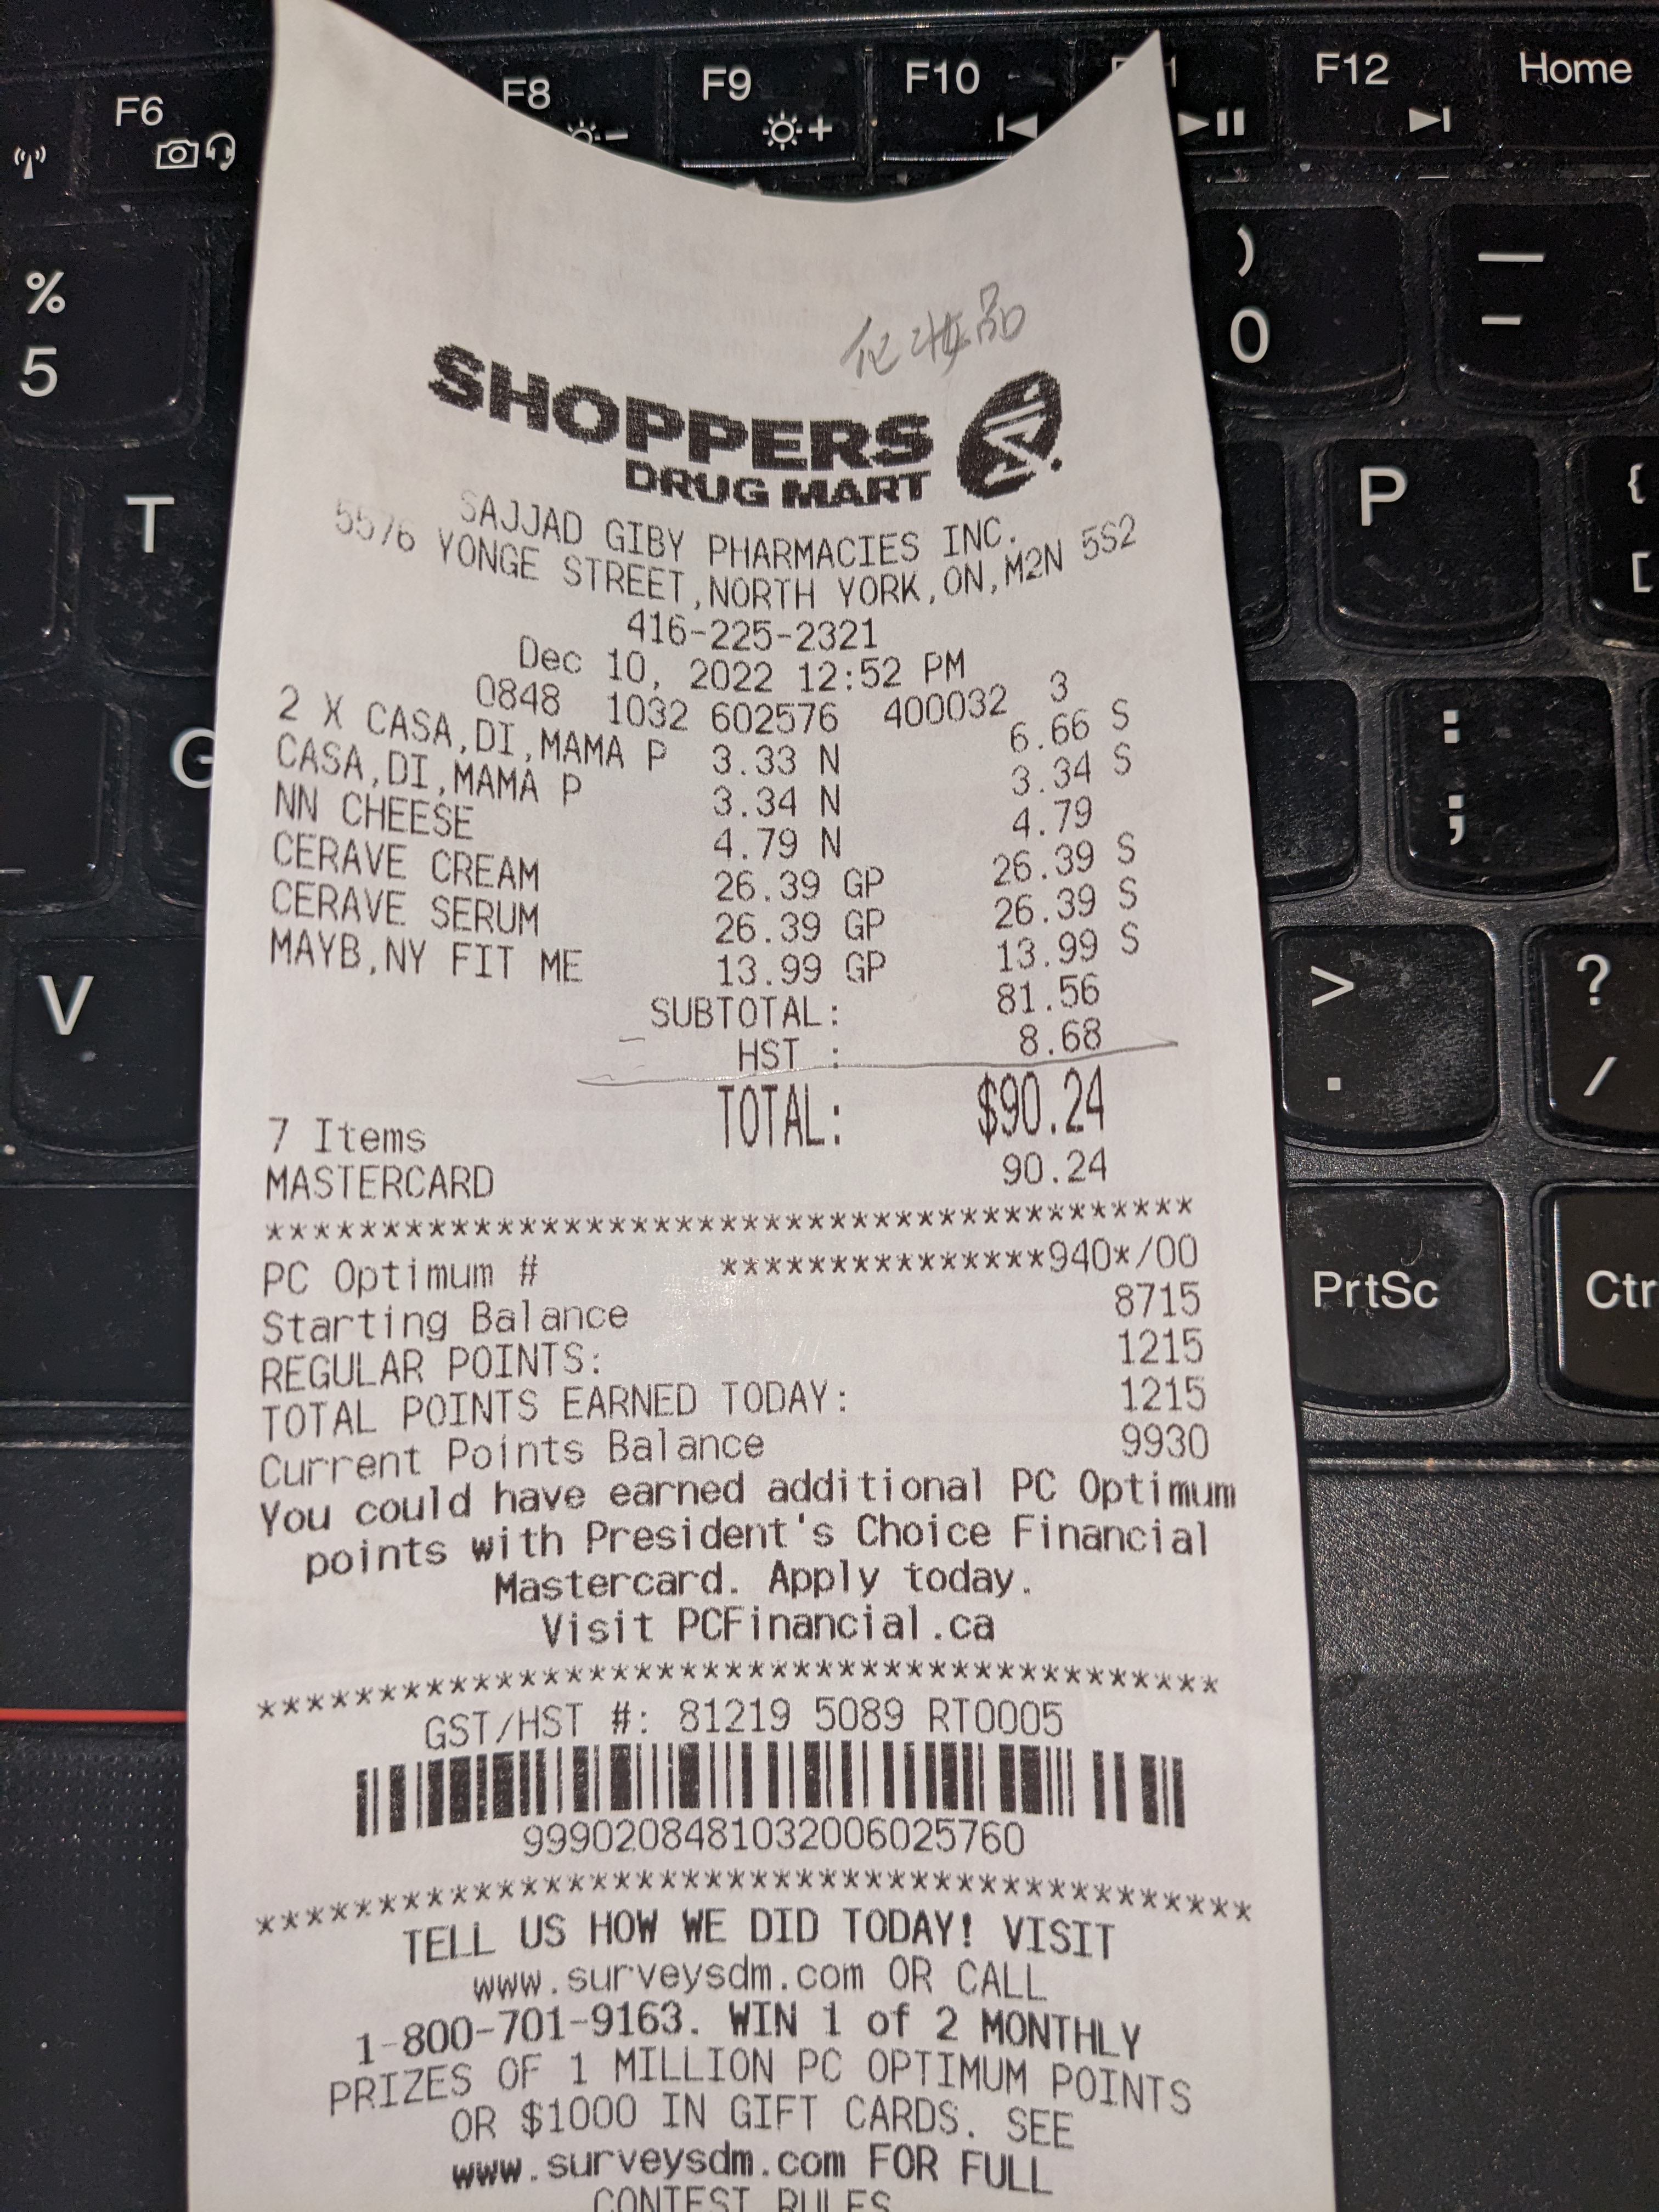 化妆品
SHOPPERS
DRUG MART
SAJJAD GIBY PHARMACIES INC.
5576 YONGE STREET,NORTH YORK,ON,M2N 5S2
416-225-2321
Dec 10, 2022 12:52 PM
0848 1032 602576 400032 3
2 X CASA,DI,MAMA P 3.33 N 6.66 S
CASA,DI,MAMA P 3.34 N 3.34 S
NN CHEESE 4.79 N 4.79
CERAVE CREAM 26.39 GP 26.39 S
CERAVE SERUM 26.39 GP 26.39 S
MAYB,NY FIT ME 13.99 GP 13.99 S
SUBTOTAL: 81.56
HST : 8.68
TOTAL: $90.24
7 Items
MASTERCARD 90.24
****************************************
PC Optimum # **************940*/00
Starting Balance 8715
REGULAR POINTS: 1215
TOTAL POINTS EARNED TODAY: 1215
Current Points Balance 9930
You could have earned additional PC Optimum
points with President's Choice Financial
Mastercard. Apply today.
Visit PCFinancial.ca
****************************************
GST/HST #: 81219 5089 RT0005
9990208481032006025760
****************************************
TELL US HOW WE DID TODAY! VISIT
www.surveysdm.com OR CALL
1-800-701-9163. WIN 1 of 2 MONTHLY
PRIZES OF 1 MILLION PC OPTIMUM POINTS
OR $1000 IN GIFT CARDS. SEE
www.surveysdm.com FOR FULL
CONTEST RULES
F6
F8
F9
F10
F12
Home
%
5
)
0
T
P
{
[
G
:
;
V
>
.
?
/
PrtSc
Ctr